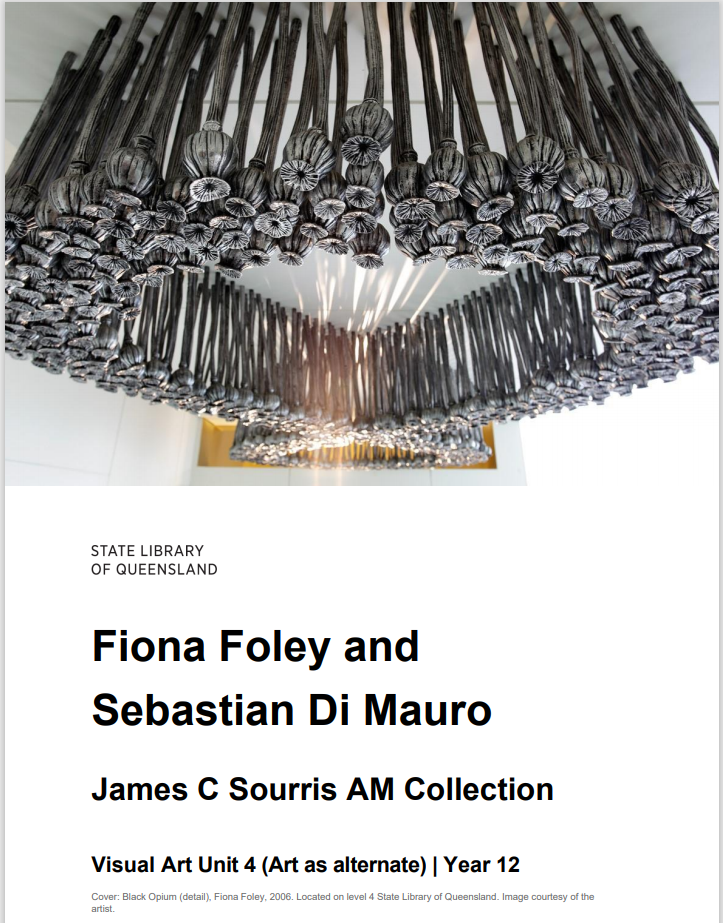 STATE LIBRARY
OF QUEENSLAND
Fiona Foley and
Sebastian Di Mauro
James C Sourris AM Collection
Visual Art Unit 4 (Art as alternate) | Year 12
Cover: Black Opium (detail), Fiona Foley, 2006. Located on level 4 State Library of Queensland. Image courtesy of the
artist.